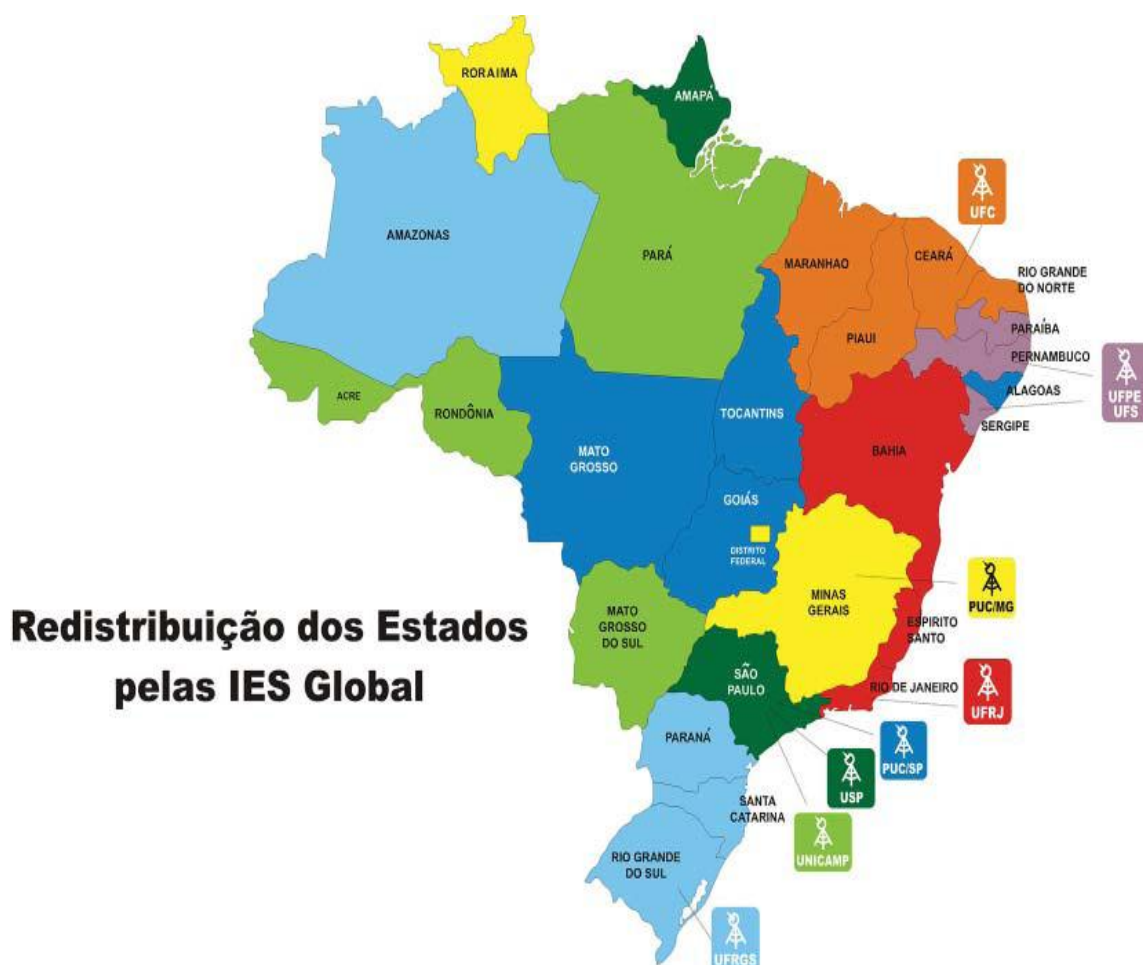 RORAIMA
AMAPÁ
UFC
AMAZONAS
PARÁ
MARANHAO
CEARÁ
RIO GRANDE
DO NORTE
PARAÍBA
PIAUI
PERNAMBUCO
UFPE
UFS
ALAGOAS
SERGIPE
ACRE
RONDÔNIA
TOCANTINS
MATO
GROSSO
BAHIA
GOIÁS
DISTRITO
FEDERAL
MINAS
GERAIS
PUC/MG
ESPIRITO
SANTO
MATO
GROSSO
DO SUL
Redistribuição dos Estados
pelas IES Global
SÃO
PAULO
RIO DE JANEIRO
UFRJ
PARANÁ
PUC/SP
USP
SANTA
CATARINA
UNICAMP
RIO GRANDE
DO SUL
UFRGS